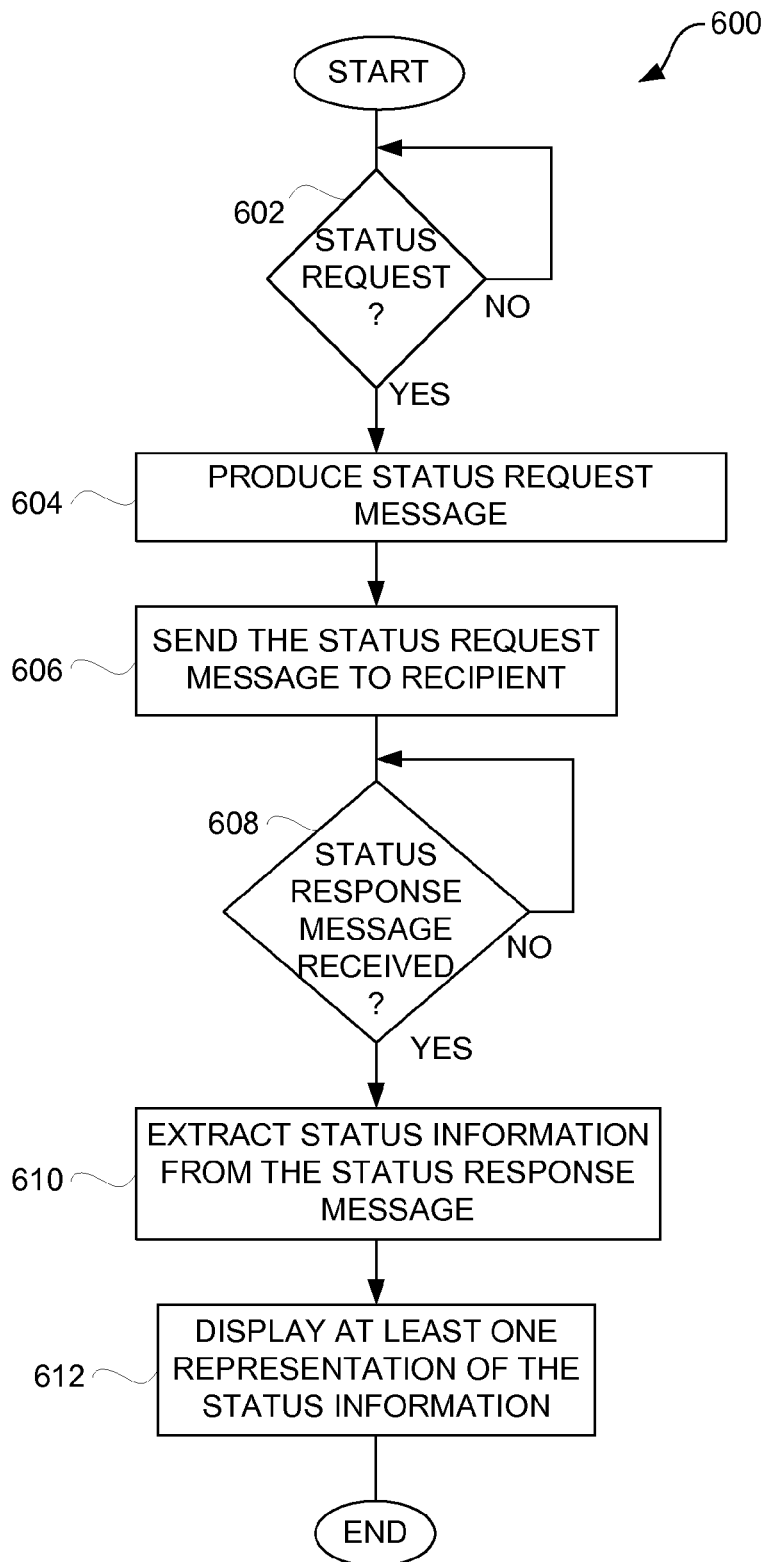 600
START
602
STATUS
REQUEST
?
NO
YES
604
PRODUCE STATUS REQUEST
MESSAGE
606
SEND THE STATUS REQUEST
MESSAGE TO RECIPIENT
608
STATUS
RESPONSE
MESSAGE
RECEIVED
?
NO
YES
610
EXTRACT STATUS INFORMATION
FROM THE STATUS RESPONSE
MESSAGE
612
DISPLAY AT LEAST ONE
REPRESENTATION OF THE
STATUS INFORMATION
END